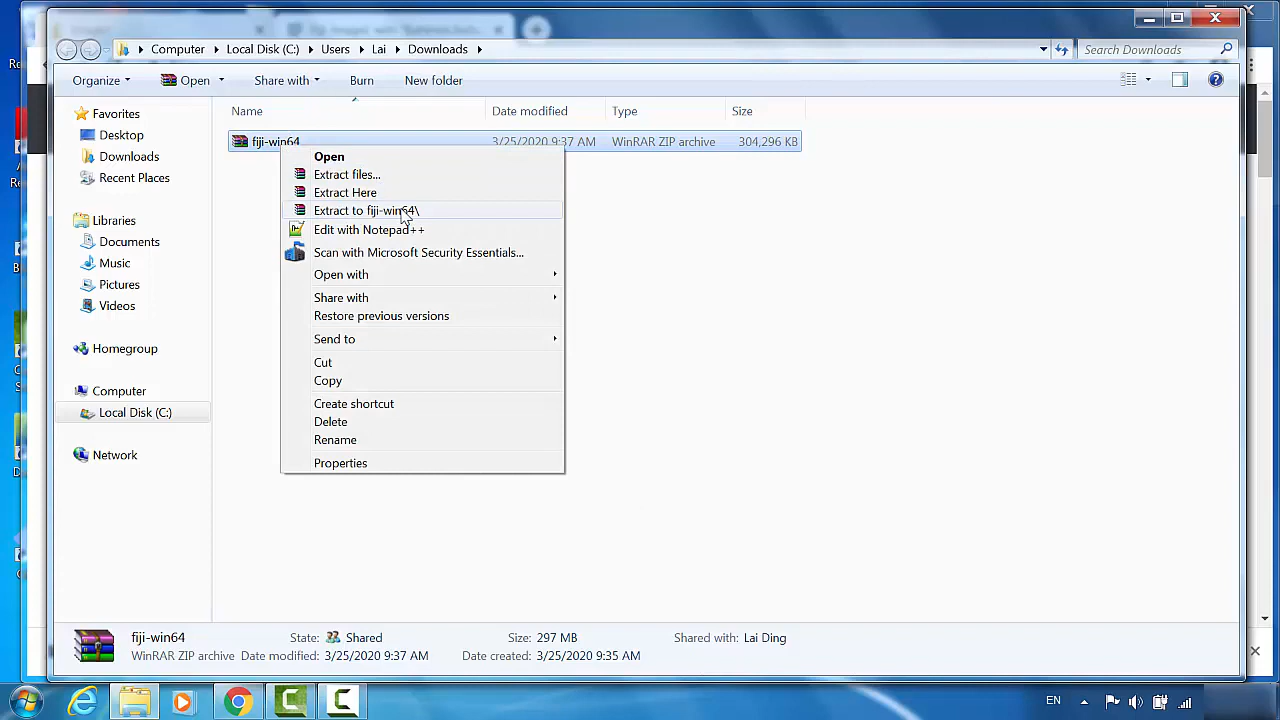 Computer Local Disk (C:) Users Lai Downloads Search Downloads
Organize Open Share with Burn New folder
Name Date modified Type Size
Favorites
Desktop
Downloads
Recent Places
Libraries
Documents
Music
Pictures
Videos
Homegroup
Computer
Local Disk (C:)
Network
fiji-win64 3/25/2020 9:37 AM WinRAR ZIP archive 304,296 KB
Open
Extract files...
Extract Here
Extract to fiji-win64\
Edit with Notepad++
Scan with Microsoft Security Essentials...
Open with
Share with
Restore previous versions
Send to
Cut
Copy
Create shortcut
Delete
Rename
Properties
fiji-win64 State: Shared Size: 297 MB Shared with: Lai Ding
WinRAR ZIP archive Date modified: 3/25/2020 9:37 AM Date created: 3/25/2020 9:35 AM
EN